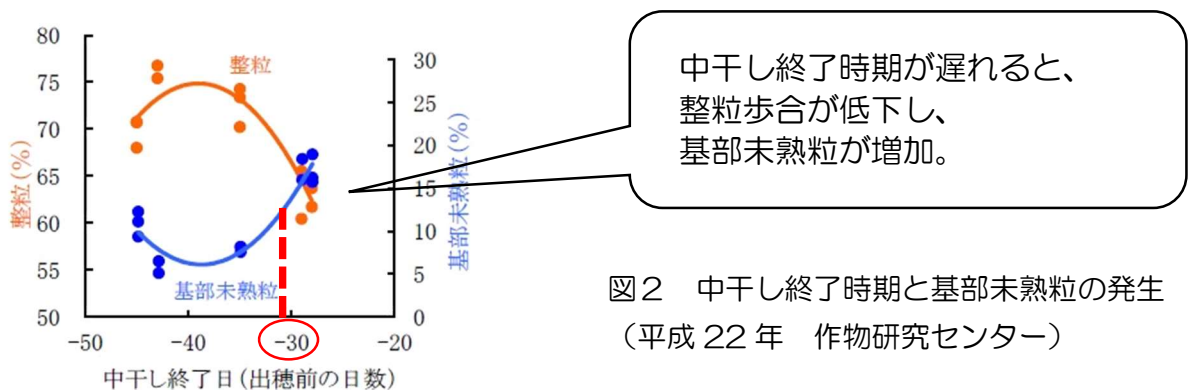 80
75
70
65
60
55
50
整粒(%)
整粒
基部未熟粒
30
25
20
15
10
5
0
基部未熟粒(%)
-50
-40
-30
-20
中干し終了日(出穂前の日数)
中干し終了時期が遅れると、
整粒歩合が低下し、
基部未熟粒が増加。
図2 中干し終了時期と基部未熟粒の発生
(平成 22 年 作物研究センター)